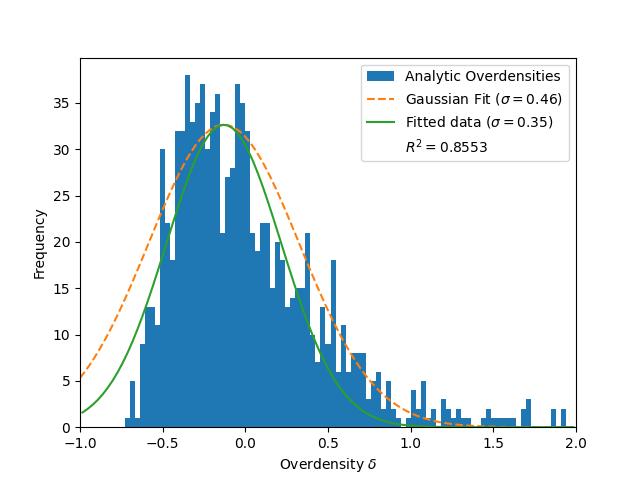 Analytic Overdensities
Gaussian Fit (σ = 0.46)
Fitted data (σ = 0.35)
R² = 0.8553
35
30
25
20
15
10
5
0
Frequency
−1.0 −0.5 0.0 0.5 1.0 1.5 2.0
Overdensity δ